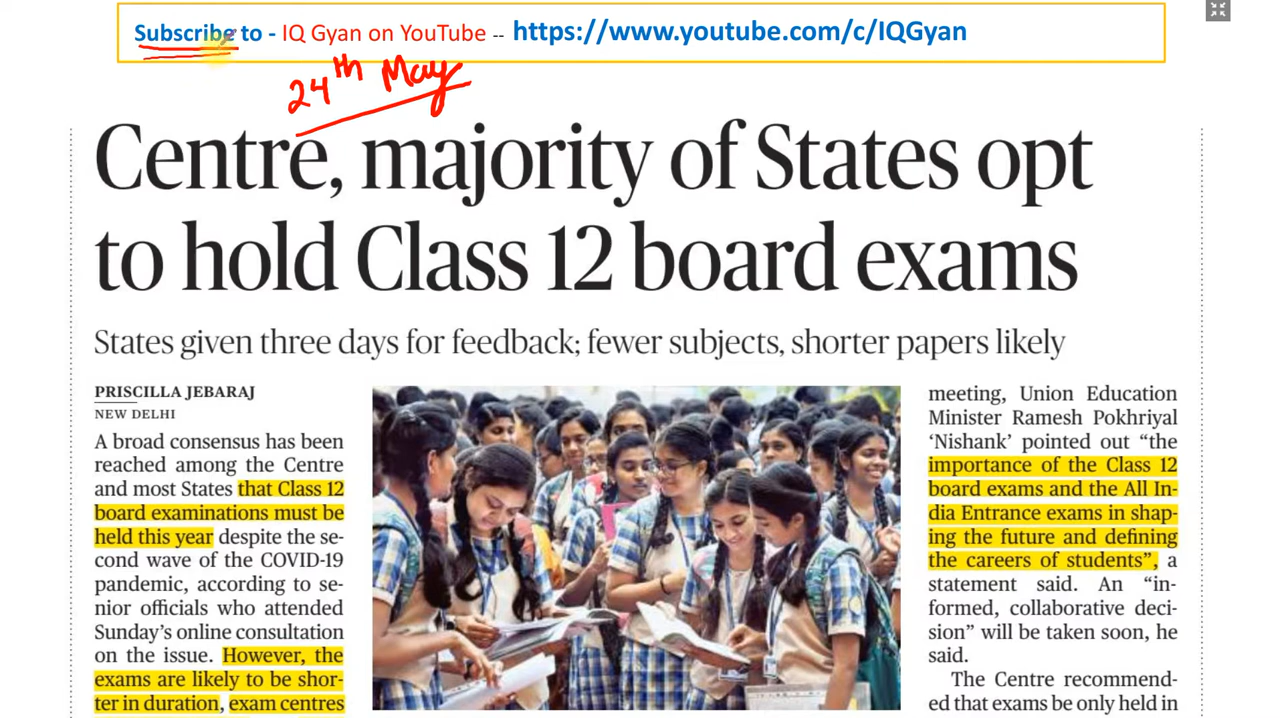 Subscribe to - IQ Gyan on YouTube -- https://www.youtube.com/c/IQGyan
24th May
Centre, majority of States opt
to hold Class 12 board exams
States given three days for feedback; fewer subjects, shorter papers likely
PRISCILLA JEBARAJ
NEW DELHI
A broad consensus has been
reached among the Centre
and most States that Class 12
board examinations must be
held this year despite the se-
cond wave of the COVID-19
pandemic, according to se-
nior officials who attended
Sunday's online consultation
on the issue. However, the
exams are likely to be shor-
ter in duration, exam centres
meeting, Union Education
Minister Ramesh Pokhriyal
‘Nishank’ pointed out “the
importance of the Class 12
board exams and the All In-
dia Entrance exams in shap-
ing the future and defining
the careers of students”, a
statement said. An “in-
formed, collaborative deci-
sion” will be taken soon, he
said.
The Centre recommend-
ed that exams be only held in